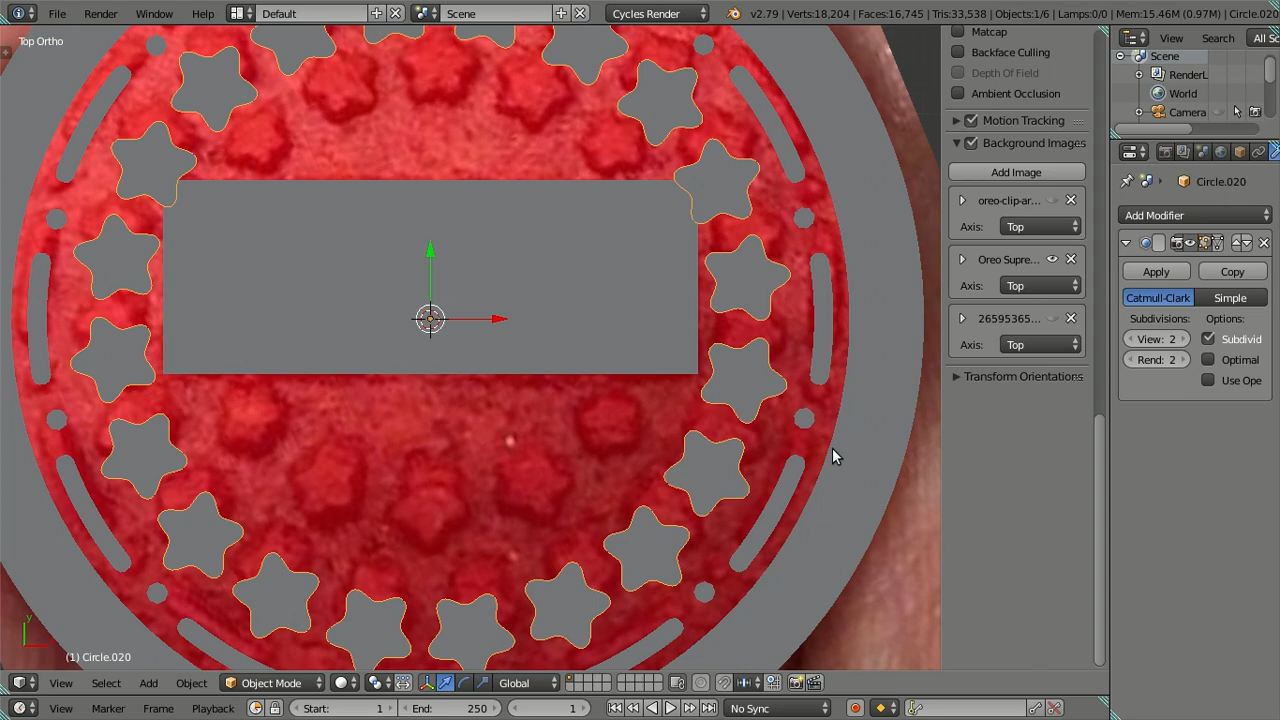 File Render Window Help Default Scene Cycles Render v2.79 | Verts:18,204 | Faces:16,745 | Tris:33,538 | Objects:1/6 | Lamps:0/0 | Mem:15.46M (0.97M) | Circle.020
Top Ortho
Matcap
Backface Culling
Depth Of Field
Ambient Occlusion
Motion Tracking
Background Images
Add Image
oreo-clip-ar...
Axis: Top
Oreo Supre...
Axis: Top
26595365...
Axis: Top
Transform Orientations
View Search All Sc
Scene
RenderL
World
Camera
Circle.020
Add Modifier
Apply Copy
Catmull-Clark Simple
Subdivisions: Options:
View: 2 Subdivid
Rend: 2 Optimal
Use Ope
y
(1) Circle.020
View Select Add Object Object Mode Global
View Marker Frame Playback Start: 1 End: 250 1 No Sync